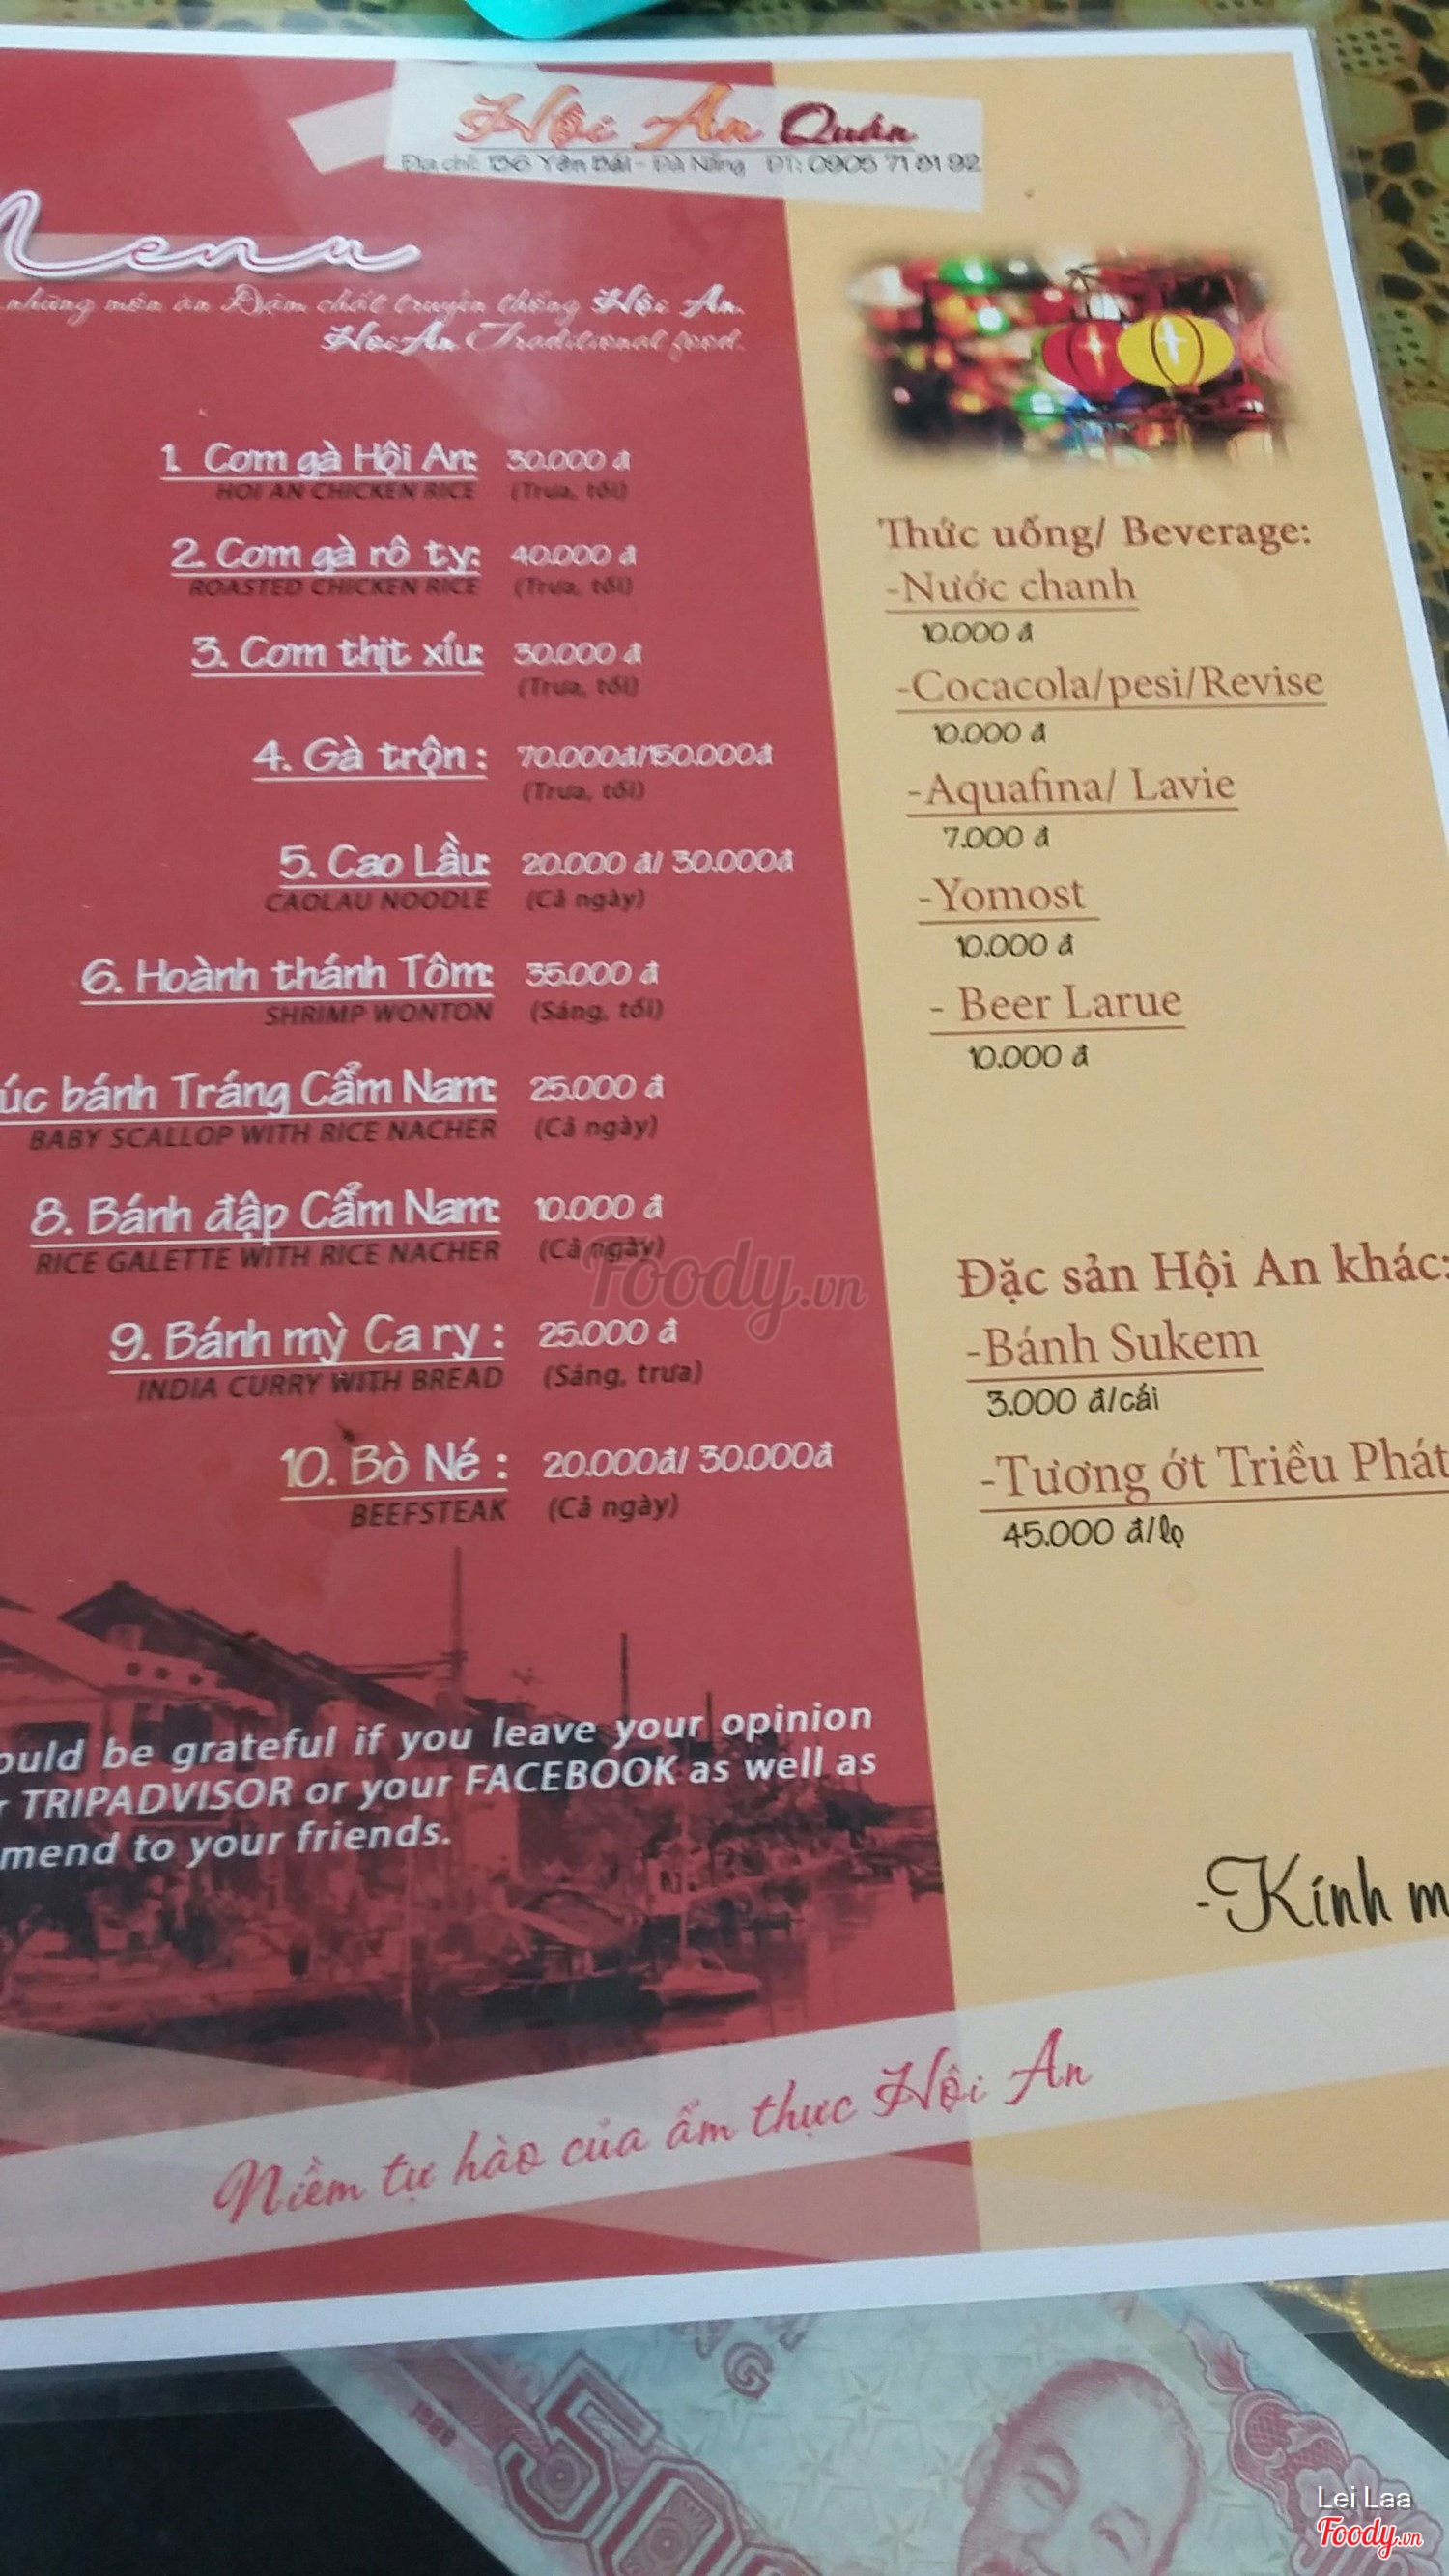 Hội An Quán
Địa chỉ: 136 Yên Bái - Đà Nẵng ĐT: 0905 71 81 92
Menu
những món ăn Đậm chất truyền thống Hội An.
HoiAn Traditional food.
1. Cơm gà Hội An: 30.000 đ
HOI AN CHICKEN RICE (Trưa, tối)
2. Cơm gà rô ty: 40.000 đ
ROASTED CHICKEN RICE (Trưa, tối)
3. Cơm thịt xíu: 30.000 đ
(Trưa, tối)
4. Gà trộn : 70.000đ/150.000đ
(Trưa, tối)
5. Cao Lầu: 20.000 đ/ 30.000đ
CAOLAU NOODLE (Cả ngày)
6. Hoành thánh Tôm: 35.000 đ
SHRIMP WONTON (Sáng, tối)
úc bánh Tráng Cẩm Nam: 25.000 đ
BABY SCALLOP WITH RICE NACHER (Cả ngày)
8. Bánh đập Cẩm Nam: 10.000 đ
RICE GALETTE WITH RICE NACHER (Cả ngày)
9. Bánh mỳ Ca ry : 25.000 đ
INDIA CURRY WITH BREAD (Sáng, trưa)
10. Bò Né : 20.000đ/ 30.000đ
BEEFSTEAK (Cả ngày)
ould be grateful if you leave your opinion
r TRIPADVISOR or your FACEBOOK as well as
mend to your friends.
Thức uống/ Beverage:
-Nước chanh
10.000 đ
-Cocacola/pesi/Revise
10.000 đ
-Aquafina/ Lavie
7.000 đ
-Yomost
10.000 đ
- Beer Larue
10.000 đ
Đặc sản Hội An khác:
-Bánh Sukem
3.000 đ/cái
-Tương ớt Triều Phát
45.000 đ/lọ
-Kính m
Niềm tự hào của ẩm thực Hội An
Foody.vn
1988
500
Lei Laa
Foody.vn